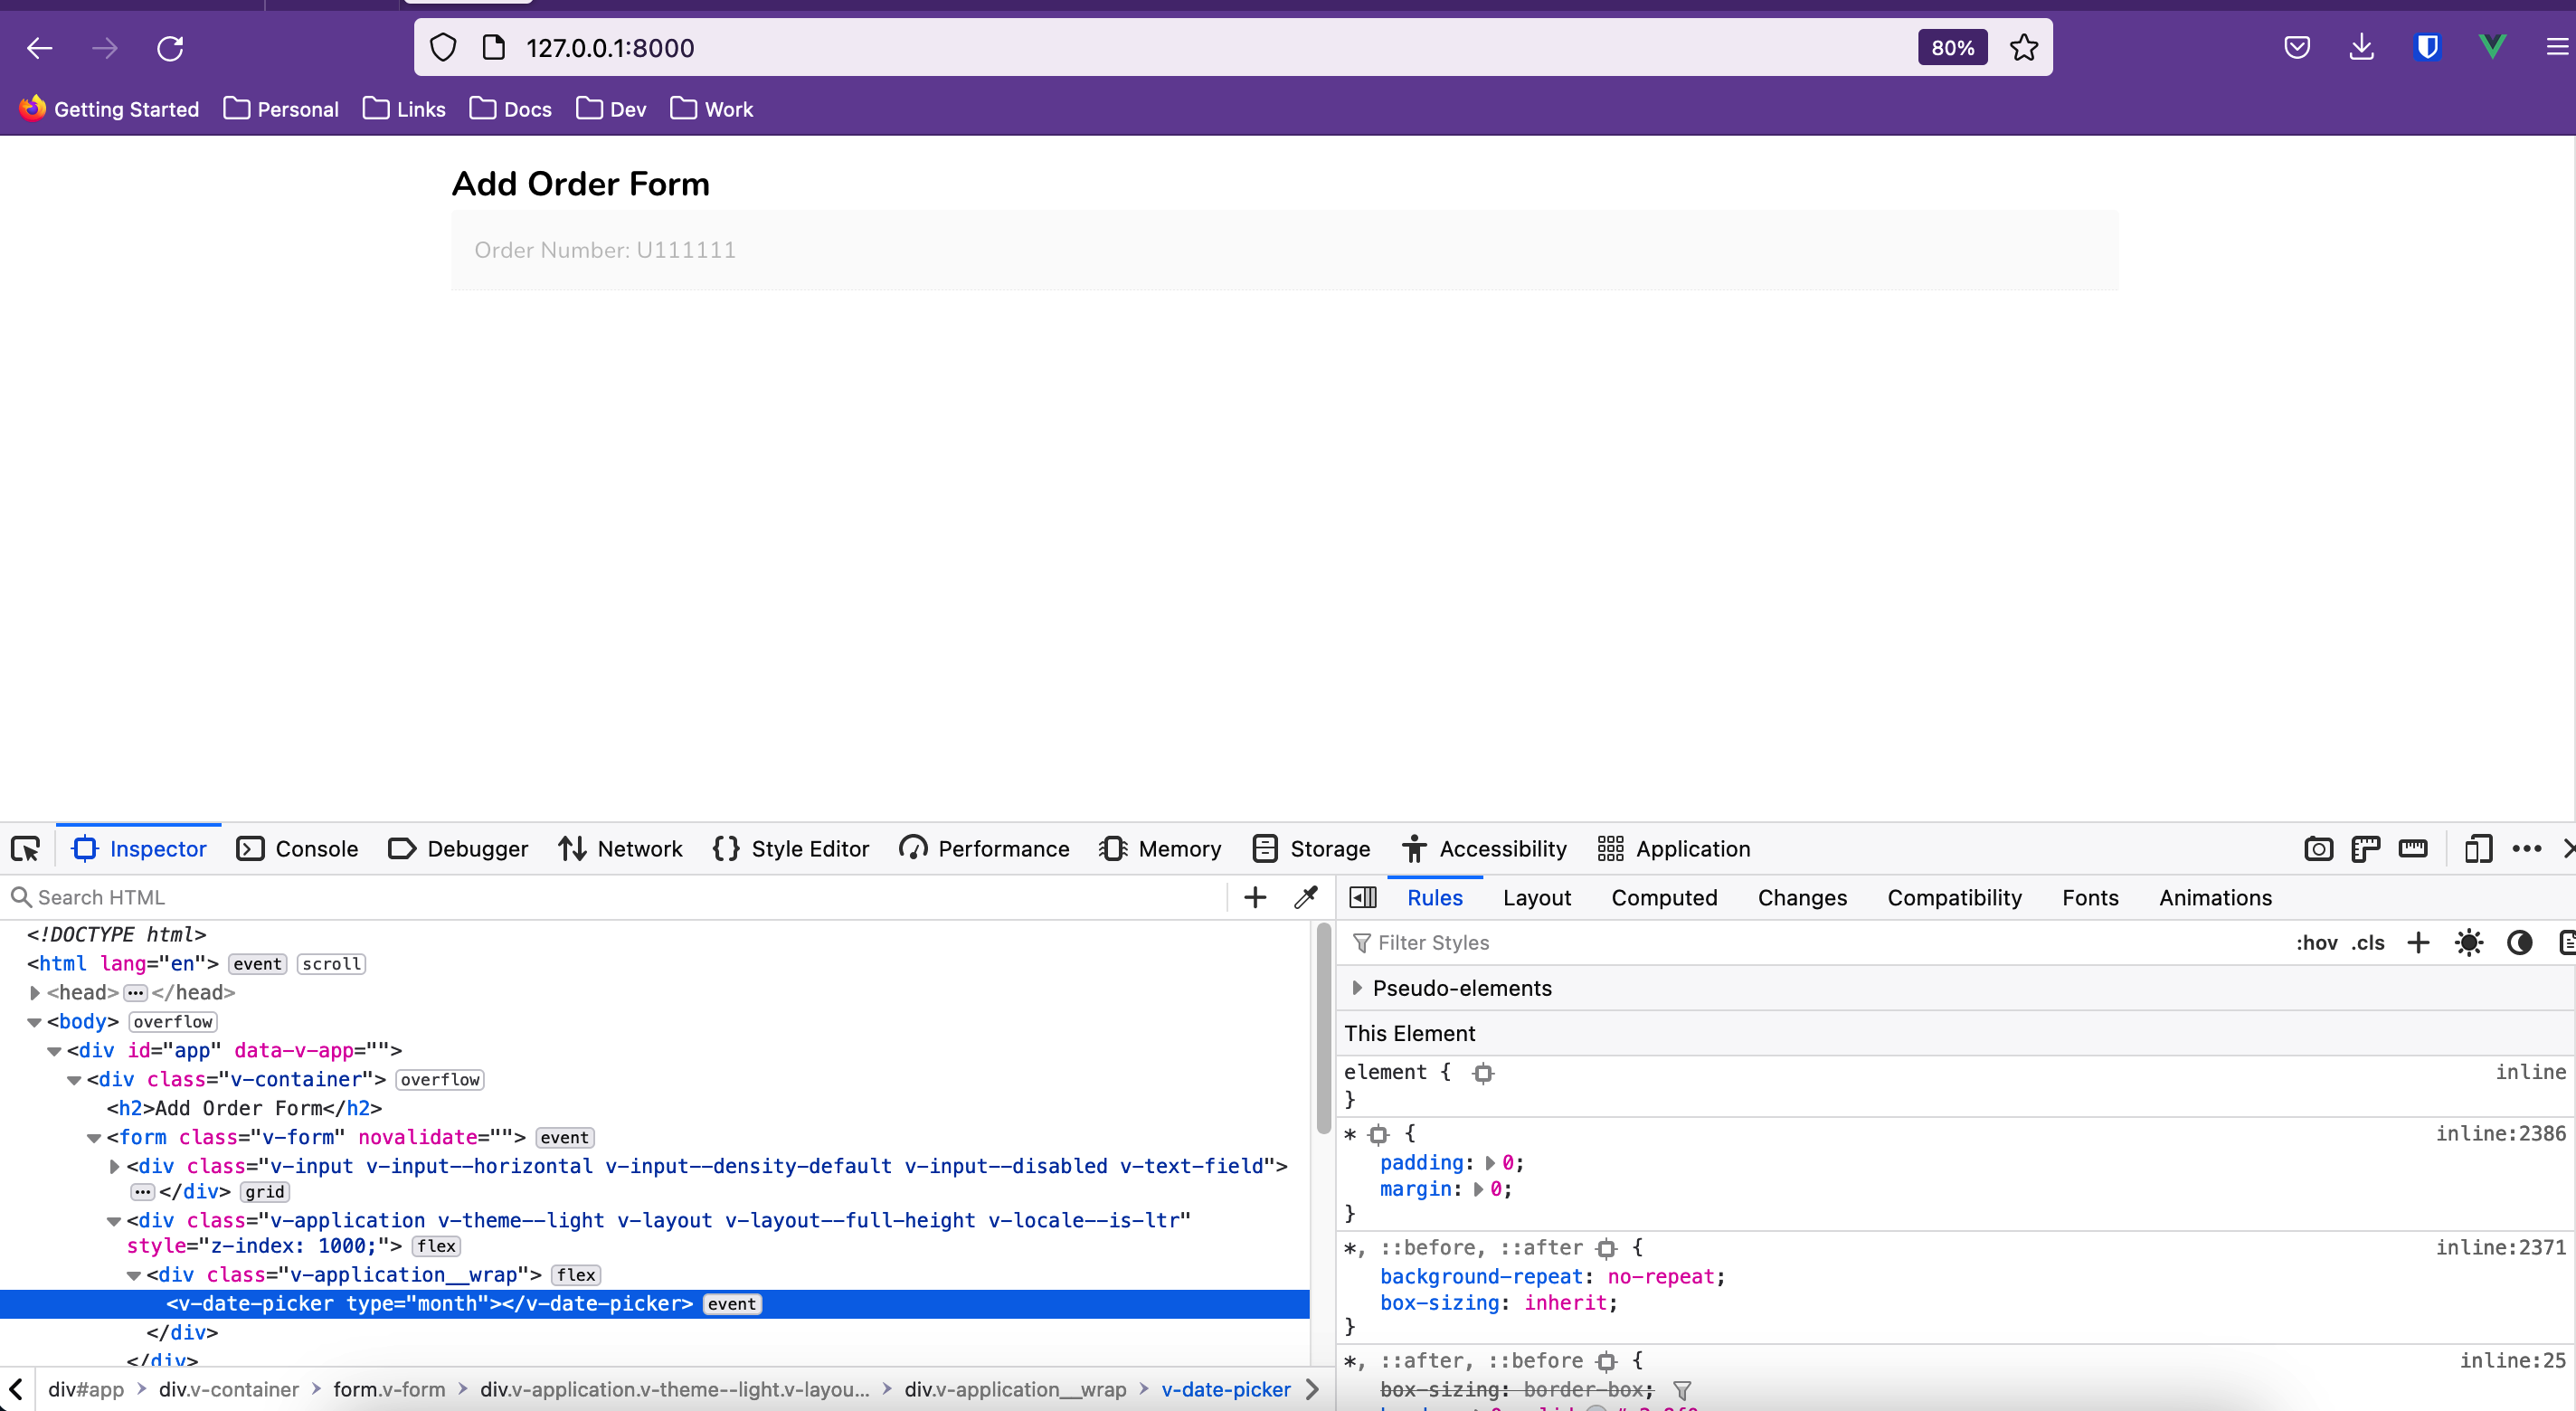 127.0.0.1:8000
80%
Getting Started Personal Links Docs Dev Work
Add Order Form
Order Number: U111111
Inspector Console Debugger Network Style Editor Performance Memory Storage Accessibility Application
Search HTML
Rules Layout Computed Changes Compatibility Fonts Animations
<!DOCTYPE html>
<html lang="en"> event scroll
<head> ••• </head>
<body> overflow
<div id="app" data-v-app="">
<div class="v-container"> overflow
<h2>Add Order Form</h2>
<form class="v-form" novalidate=""> event
<div class="v-input v-input--horizontal v-input--density-default v-input--disabled v-text-field">
••• </div> grid
<div class="v-application v-theme--light v-layout v-layout--full-height v-locale--is-ltr"
style="z-index: 1000;"> flex
<div class="v-application__wrap"> flex
<v-date-picker type="month"></v-date-picker> event
</div>
</div>
div#app div.v-container form.v-form div.v-application.v-theme--light.v-layou... div.v-application__wrap v-date-picker
Filter Styles
:hov .cls
Pseudo-elements
This Element
element { inline
}
* { inline:2386
padding: 0;
margin: 0;
}
*, ::before, ::after { inline:2371
background-repeat: no-repeat;
box-sizing: inherit;
}
*, ::after, ::before { inline:25
box-sizing: border-box;